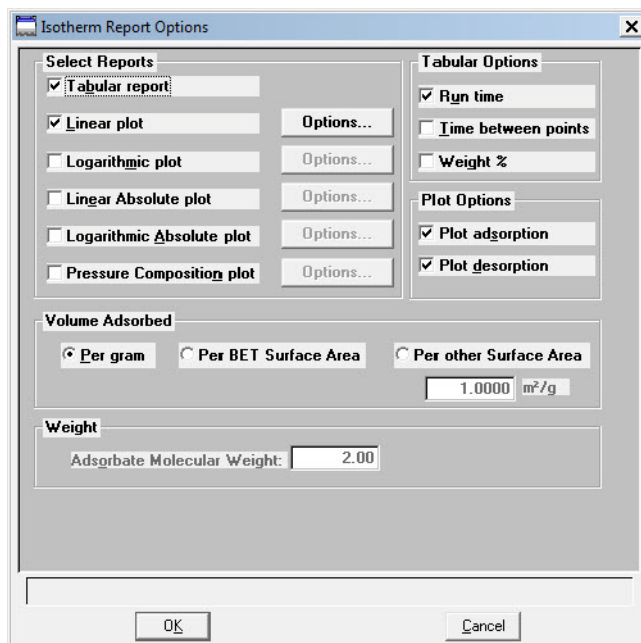 Isotherm Report Options
Select Reports
Tabular report
Linear plot Options...
Logarithmic plot Options...
Linear Absolute plot Options...
Logarithmic Absolute plot Options...
Pressure Composition plot Options...
Tabular Options
Run time
Time between points
Weight %
Plot Options
Plot adsorption
Plot desorption
Volume Adsorbed
Per gram Per BET Surface Area Per other Surface Area
1.0000 m²/g
Weight
Adsorbate Molecular Weight: 2.00
OK Cancel